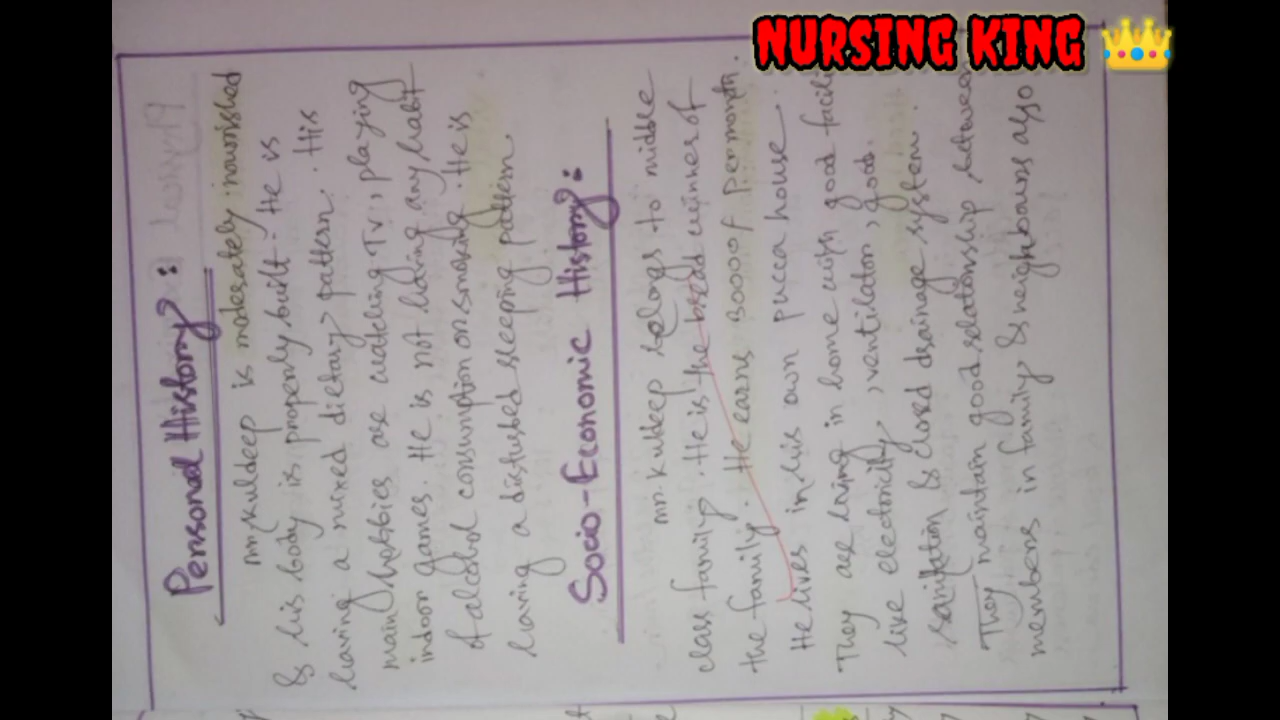 NURSING KING
Personal History:
mr. kuldeep is moderately nourished
& his body is properly built. He is
having a mixed dietary pattern. His
main hobbies are watching Tv, playing
indoor games. He is not having any habit
of alcohol consumption or smoking. He is
having a disturbed sleeping pattern.
Socio-Economic History:
mr. kuldeep belongs to middle
class family. He is the bread winner of
the family. He earns 30000/ Per month.
He lives in his own pucca house.
They are living in home with good facili
like electricity, ventilator, good
sanitation & closed drainage system.
They maintain good relationship between
members in family & neighbours also